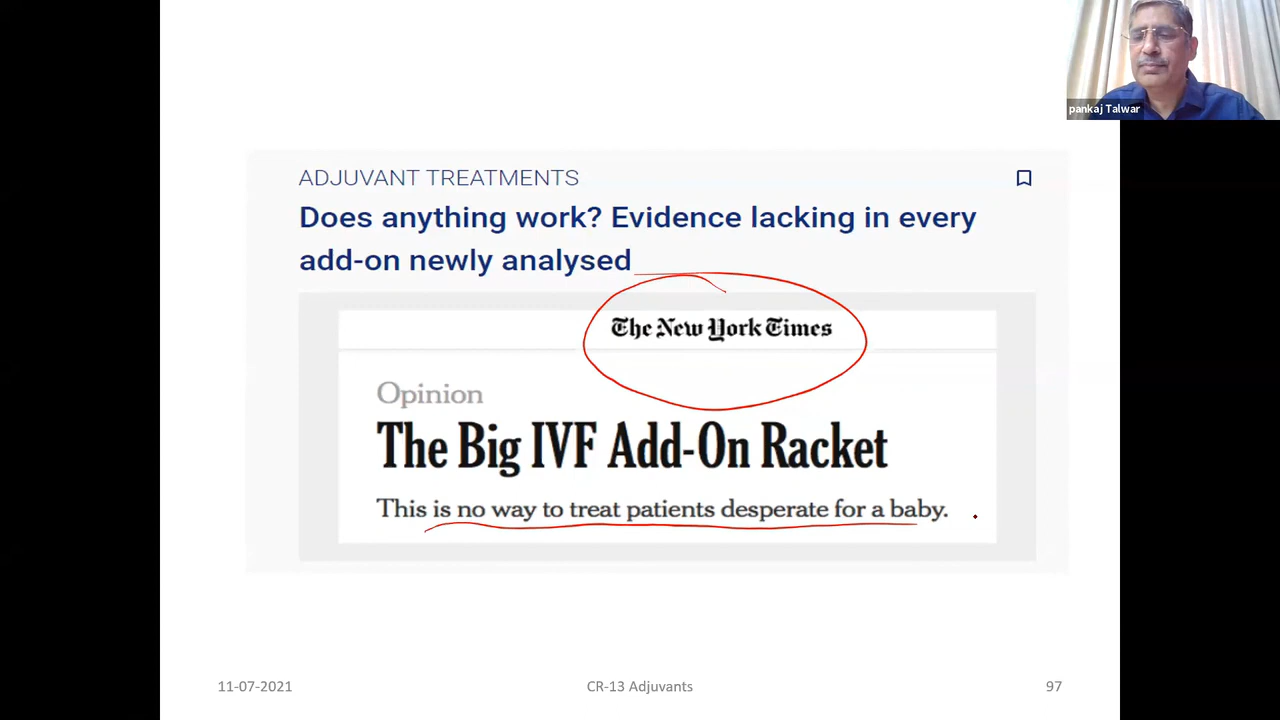 pankaj Talwar
ADJUVANT TREATMENTS
Does anything work? Evidence lacking in every
add-on newly analysed
The New York Times
Opinion
The Big IVF Add-On Racket
This is no way to treat patients desperate for a baby.
11-07-2021
CR-13 Adjuvants
97